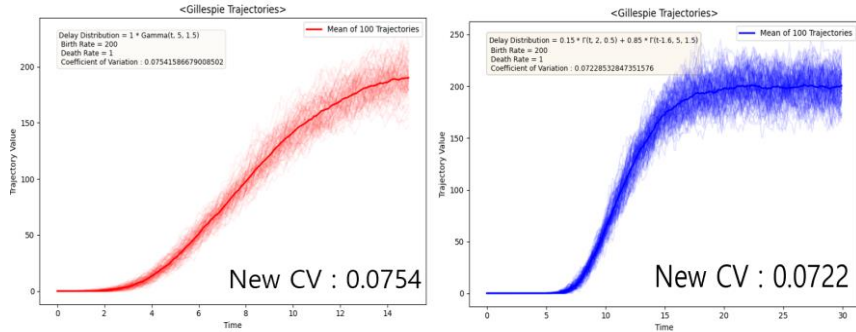 <Gillespie Trajectories>
Delay Distribution = 1 * Gamma(t, 5, 1.5)
Birth Rate = 200
Death Rate = 1
Coefficient of Variation : 0.07541586679008502
Mean of 100 Trajectories
Trajectory Value
200
150
100
50
0
New CV : 0.0754
0 2 4 6 8 10 12 14
Time
<Gillespie Trajectories>
Delay Distribution = 0.15 * Γ(t, 2, 0.5) + 0.85 * Γ(t-1.6, 5, 1.5)
Birth Rate = 200
Death Rate = 1
Coefficient of Variation : 0.07228532847351576
Mean of 100 Trajectories
Trajectory Value
250
200
150
100
50
0
New CV : 0.0722
0 5 10 15 20 25 30
Time